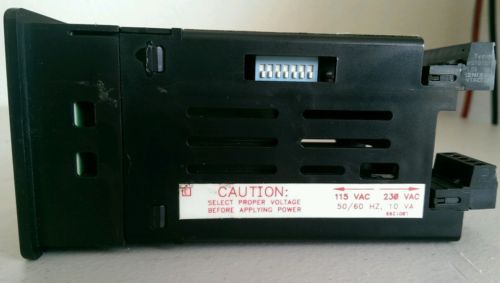 CAUTION:
SELECT PROPER VOLTAGE
BEFORE APPLYING POWER
115 VAC 230 VAC
50/60 HZ, 10 VA